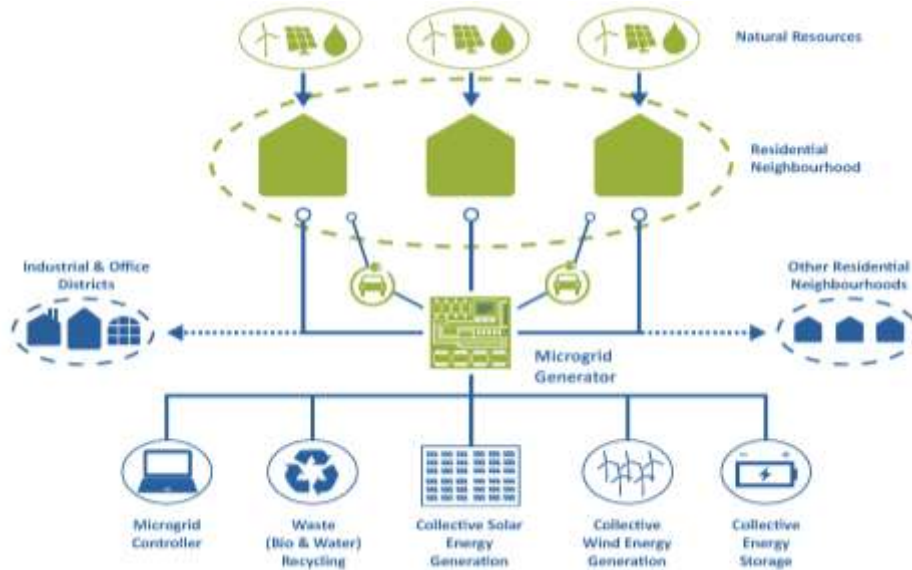 Natural Resources
Residential
Neighbourhood
Industrial & Office
Districts
Other Residential
Neighbourhoods
Microgrid
Generator
Microgrid
Controller
Waste
(Bio & Water)
Recycling
Collective Solar
Energy
Generation
Collective
Wind Energy
Generation
Collective
Energy
Storage